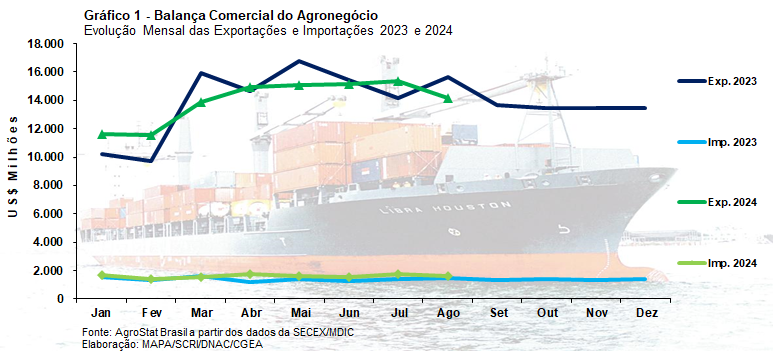 Gráfico 1 - Balança Comercial do Agronegócio
Evolução Mensal das Exportações e Importações 2023 e 2024
US$ Milhões
18.000
16.000
14.000
12.000
10.000
8.000
6.000
4.000
2.000
0
Jan Fev Mar Abr Mai Jun Jul Ago Set Out Nov Dez
Exp. 2023
Imp. 2023
Exp. 2024
Imp. 2024
LIBRA HOUSTON
Fonte: AgroStat Brasil a partir dos dados da SECEX/MDIC
Elaboração: MAPA/SCRI/DNAC/CGEA